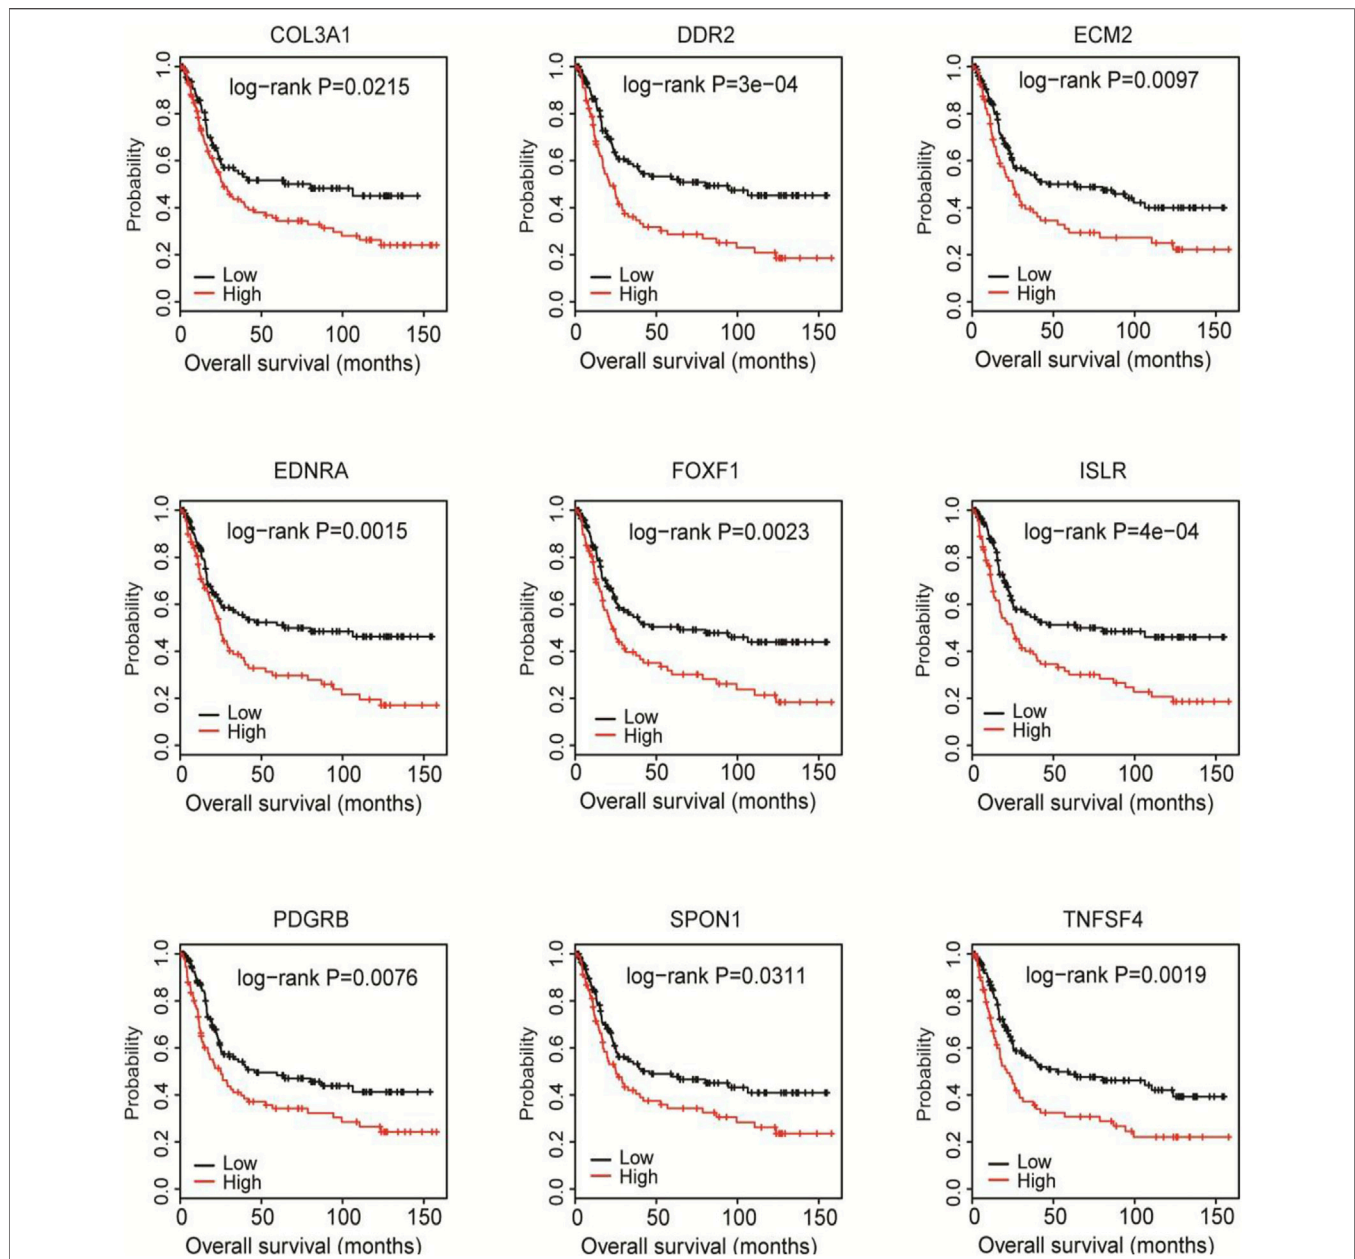 COL3A1
DDR2
ECM2
log−rank P=0.0215
log−rank P=3e−04
log−rank P=0.0097
Probability
0.0 0.2 0.4 0.6 0.8 1.0
Low
High
0 50 100 150
Overall survival (months)
Probability
0.0 0.2 0.4 0.6 0.8 1.0
Low
High
0 50 100 150
Overall survival (months)
Probability
0.0 0.2 0.4 0.6 0.8 1.0
Low
High
0 50 100 150
Overall survival (months)
EDNRA
FOXF1
ISLR
log−rank P=0.0015
log−rank P=0.0023
log−rank P=4e−04
Probability
0.0 0.2 0.4 0.6 0.8 1.0
Low
High
0 50 100 150
Overall survival (months)
Probability
0.0 0.2 0.4 0.6 0.8 1.0
Low
High
0 50 100 150
Overall survival (months)
Probability
0.0 0.2 0.4 0.6 0.8 1.0
Low
High
0 50 100 150
Overall survival (months)
PDGRB
SPON1
TNFSF4
log−rank P=0.0076
log−rank P=0.0311
log−rank P=0.0019
Probability
0.0 0.2 0.4 0.6 0.8 1.0
Low
High
0 50 100 150
Overall survival (months)
Probability
0.0 0.2 0.4 0.6 0.8 1.0
Low
High
0 50 100 150
Overall survival (months)
Probability
0.0 0.2 0.4 0.6 0.8 1.0
Low
High
0 50 100 150
Overall survival (months)